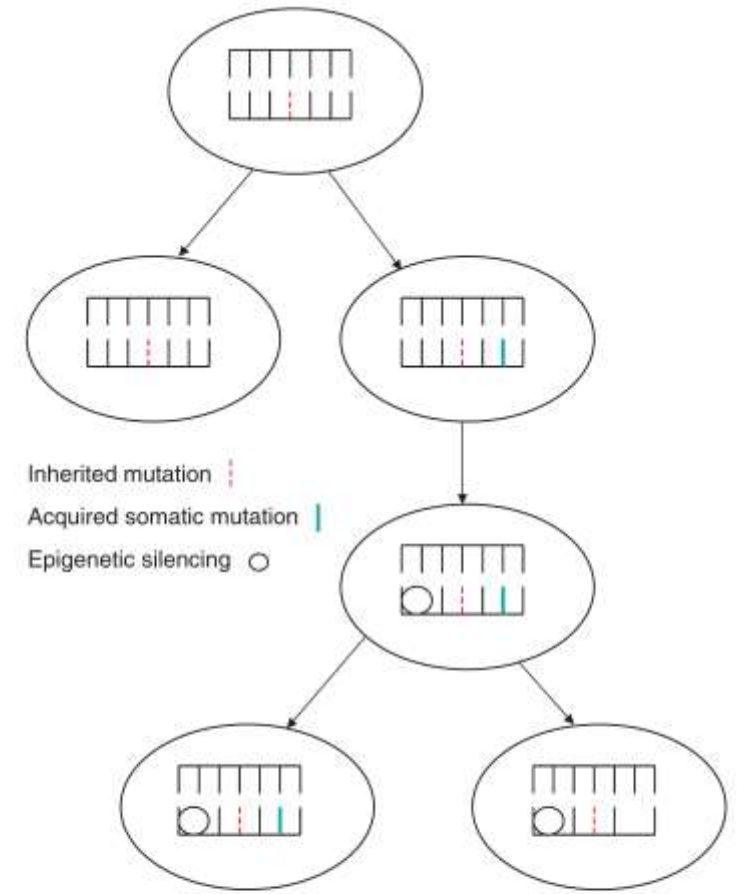 Inherited mutation
Acquired somatic mutation
Epigenetic silencing